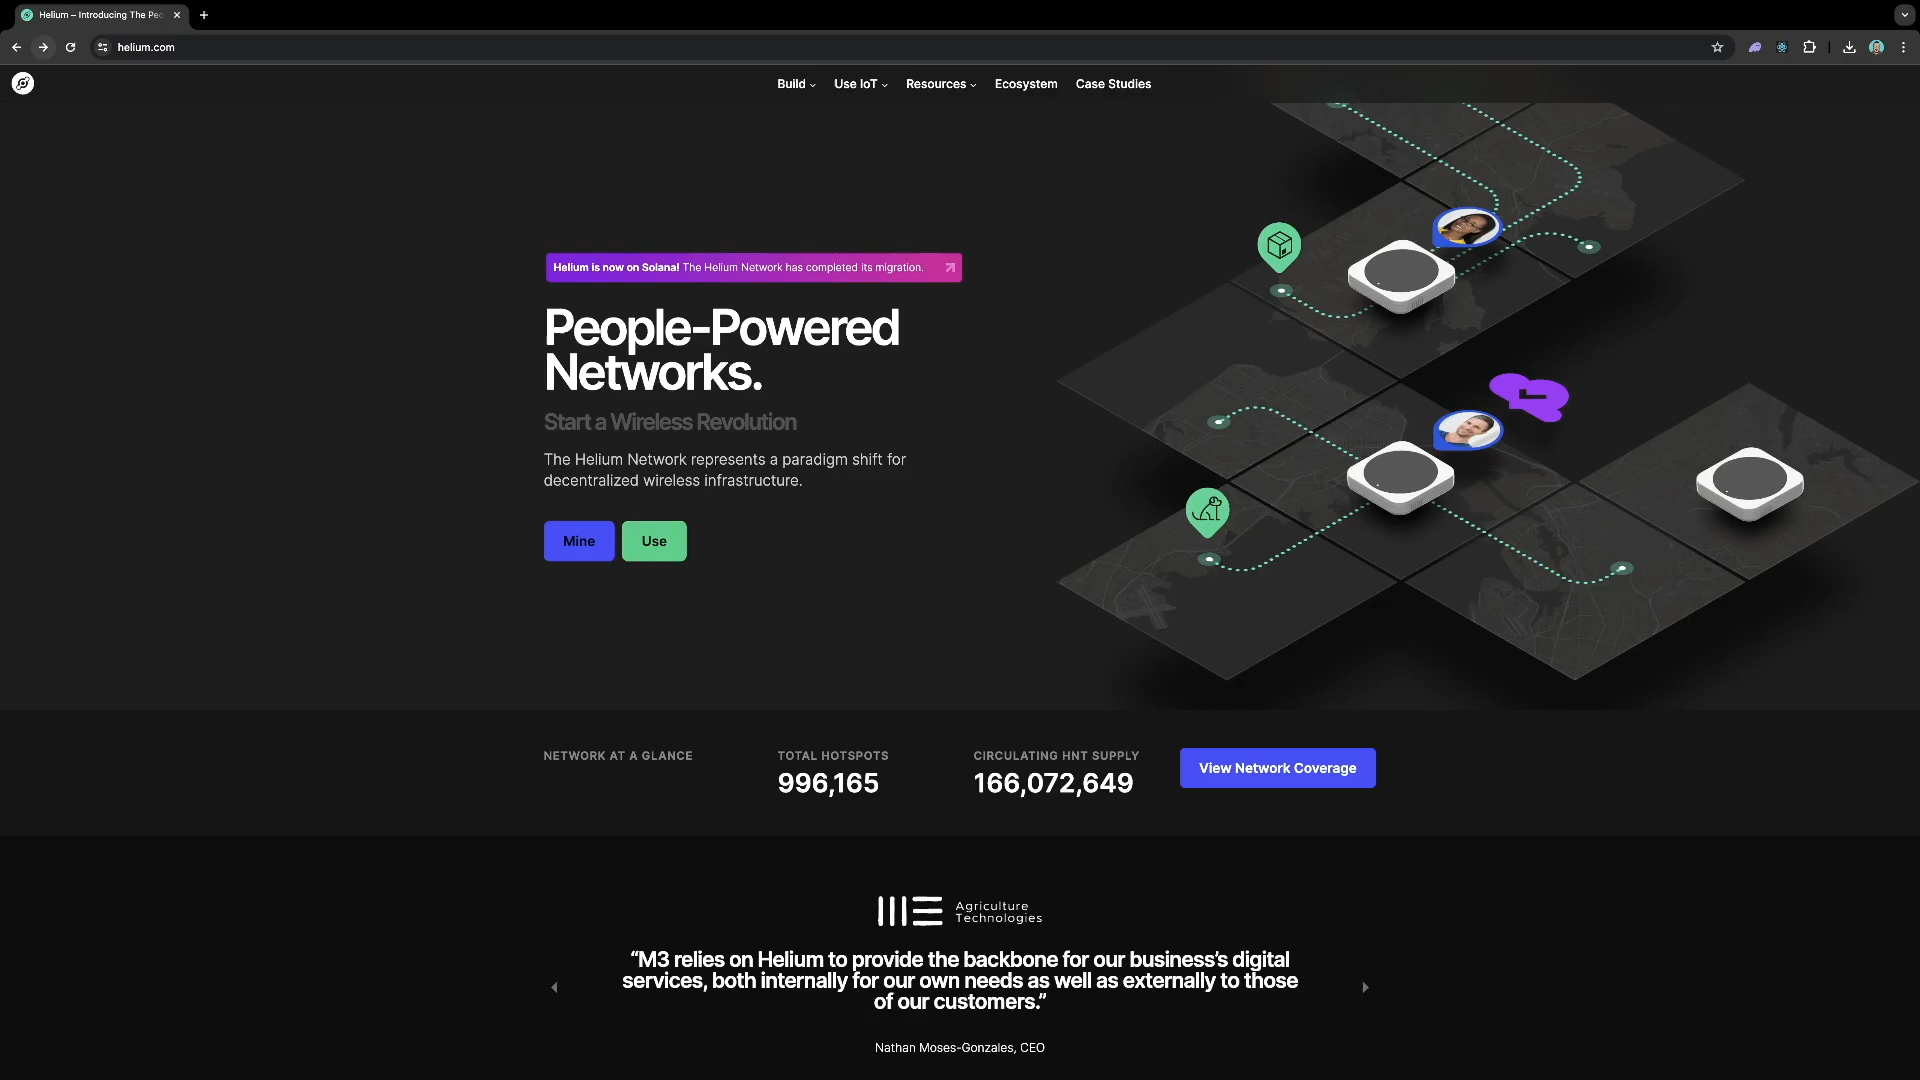 Helium – Introducing The Peo
helium.com
Build
Use IoT
Resources
Ecosystem
Case Studies
Helium is now on Solana! The Helium Network has completed its migration.
People-Powered
Networks.
Start a Wireless Revolution
The Helium Network represents a paradigm shift for
decentralized wireless infrastructure.
Mine
Use
NETWORK AT A GLANCE
TOTAL HOTSPOTS
996,165
CIRCULATING HNT SUPPLY
166,072,649
View Network Coverage
Agriculture
Technologies
“M3 relies on Helium to provide the backbone for our business’s digital
services, both internally for our own needs as well as externally to those
of our customers.”
Nathan Moses-Gonzales, CEO